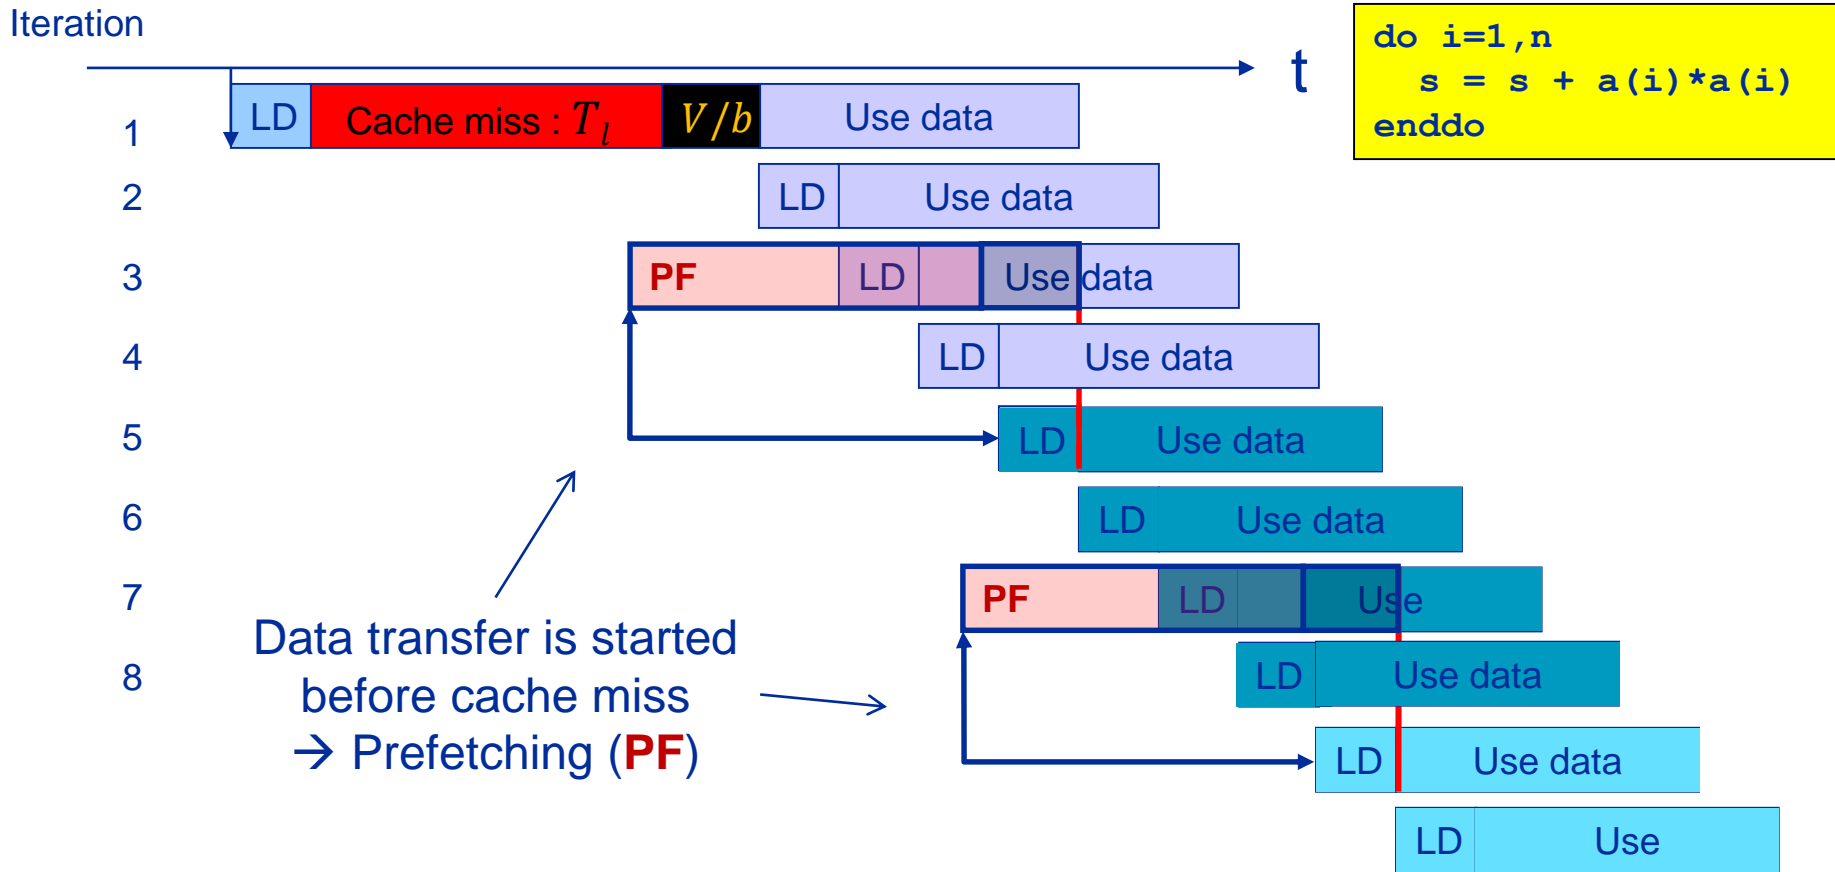 Iteration
t
do i=1,n
s = s + a(i)*a(i)
enddo
1 LD Cache miss : T_l V/b Use data
2 LD Use data
3 PF LD Use data
4 LD Use data
5 LD Use data
6 LD Use data
7 PF LD Use
8 LD Use data
LD Use data
LD Use
Data transfer is started
before cache miss
→ Prefetching (PF)